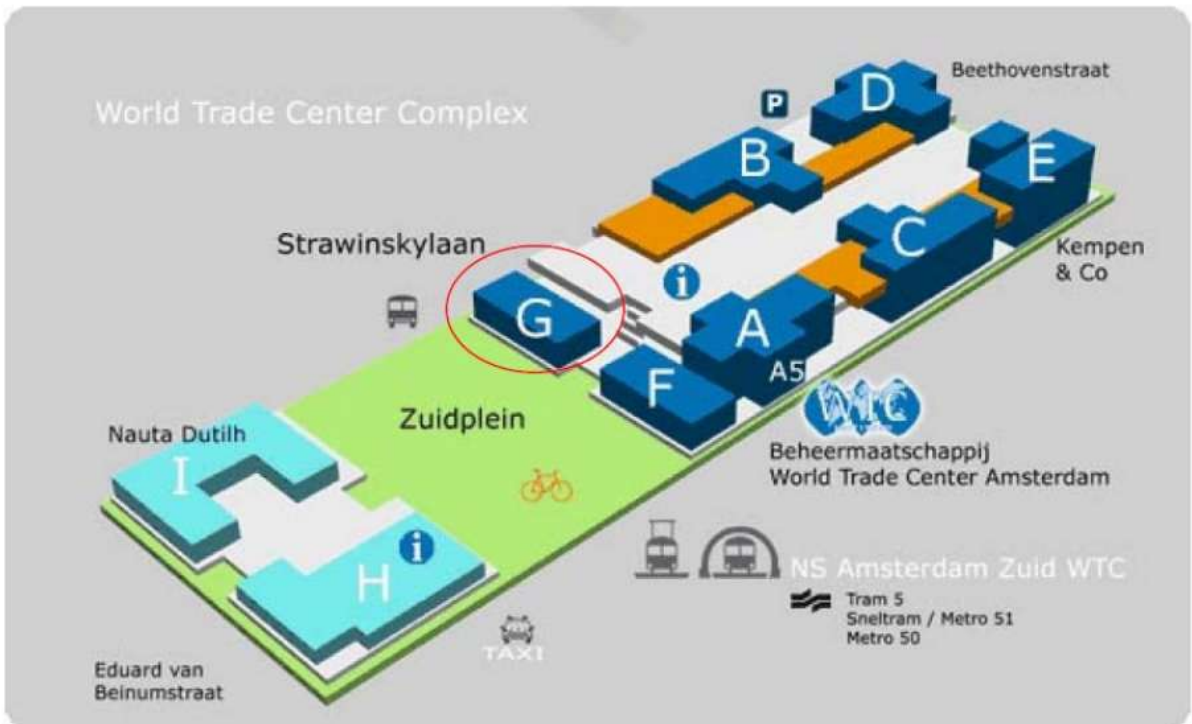 World Trade Center Complex
P
D
Beethovenstraat
B
E
Strawinskylaan
C
Kempen
& Co
i
G
A
A5
F
WTC
Zuidplein
Beheermaatschappij
World Trade Center Amsterdam
Nauta Dutilh
I
i
H
NS Amsterdam Zuid WTC
Tram 5
Sneltram / Metro 51
Metro 50
TAXI
Eduard van
Beinumstraat